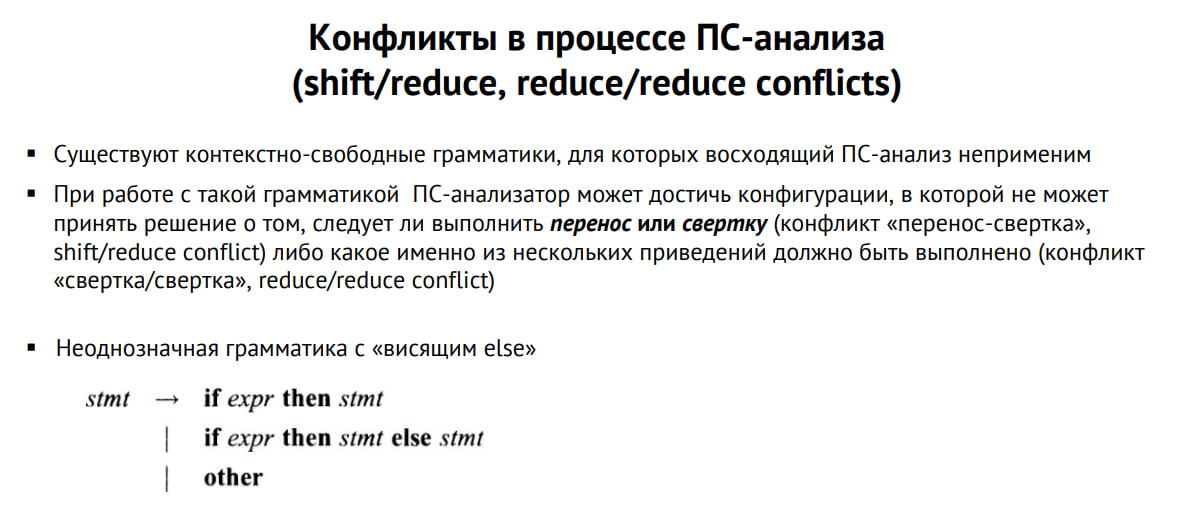 Конфликты в процессе ПС-анализа
(shift/reduce, reduce/reduce conflicts)
▪ Существуют контекстно-свободные грамматики, для которых восходящий ПС-анализ неприменим
▪ При работе с такой грамматикой ПС-анализатор может достичь конфигурации, в которой не может
принять решение о том, следует ли выполнить перенос или свертку (конфликт «перенос-свертка»,
shift/reduce conflict) либо какое именно из нескольких приведений должно быть выполнено (конфликт
«свертка/свертка», reduce/reduce conflict)
▪ Неоднозначная грамматика с «висящим else»
stmt → if expr then stmt
| if expr then stmt else stmt
| other